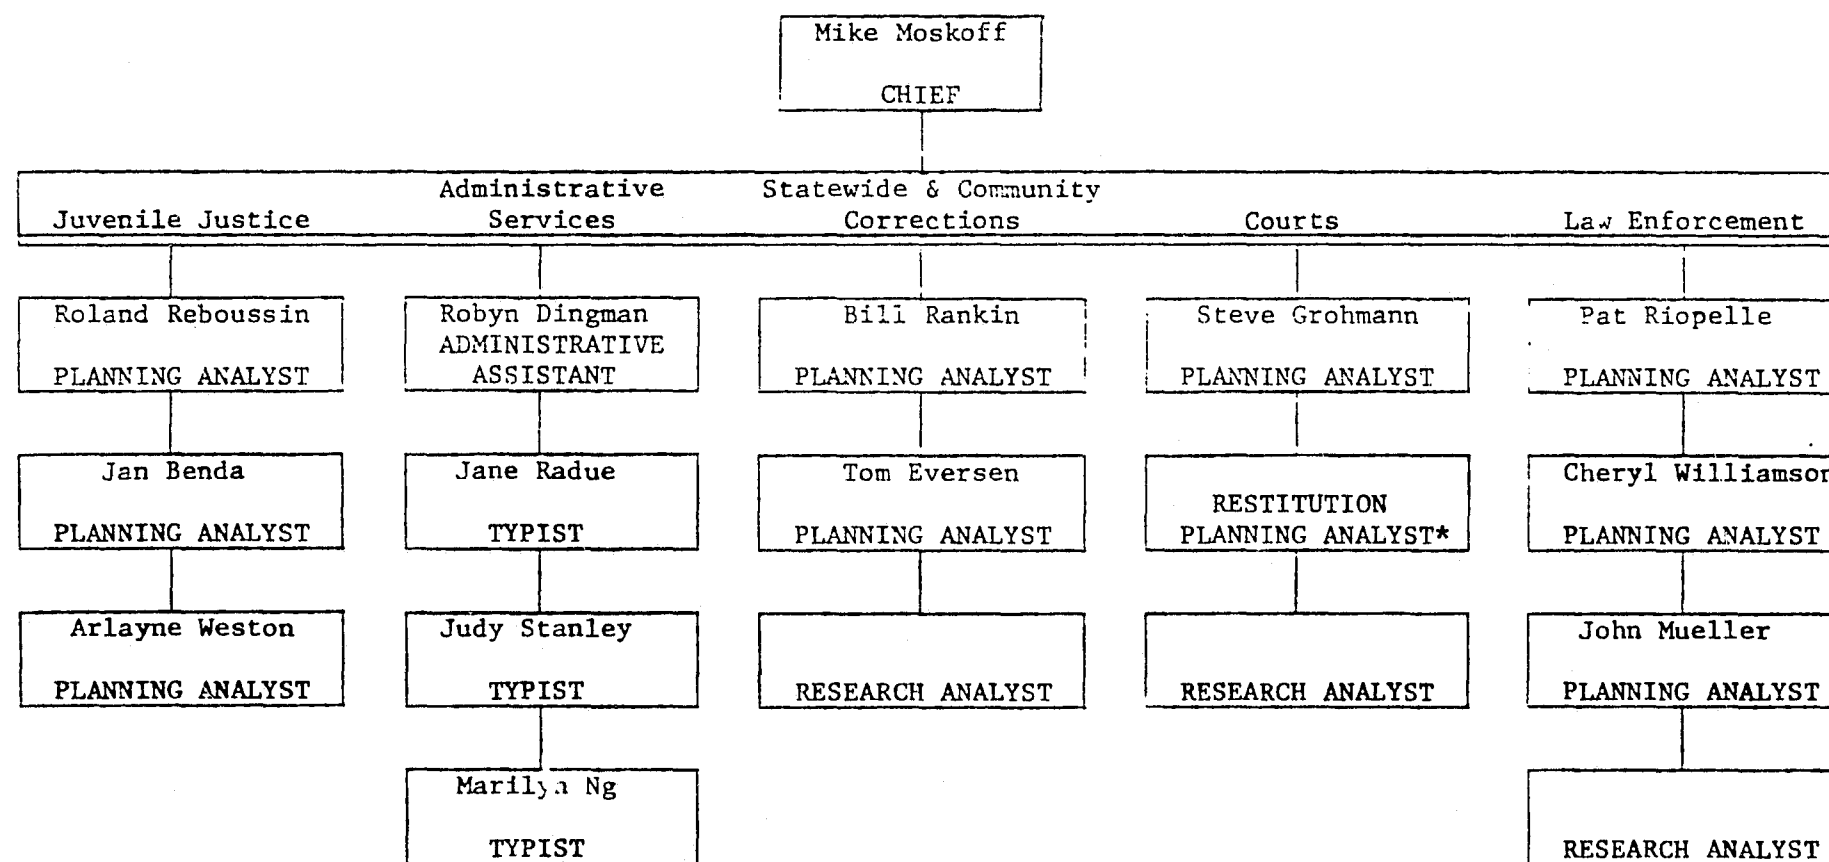 Mike Moskoff
CHIEF
Administrative Statewide & Community
Juvenile Justice Services Corrections Courts Law Enforcement
Roland Reboussin Robyn Dingman Bill Rankin Steve Grohmann Pat Riopelle
ADMINISTRATIVE
PLANNING ANALYST ASSISTANT PLANNING ANALYST PLANNING ANALYST PLANNING ANALYST
Jan Benda Jane Radue Tom Eversen Cheryl Williamson
RESTITUTION
PLANNING ANALYST TYPIST PLANNING ANALYST PLANNING ANALYST* PLANNING ANALYST
Arlayne Weston Judy Stanley John Mueller
PLANNING ANALYST TYPIST RESEARCH ANALYST RESEARCH ANALYST PLANNING ANALYST
Marilyn Ng
TYPIST RESEARCH ANALYST